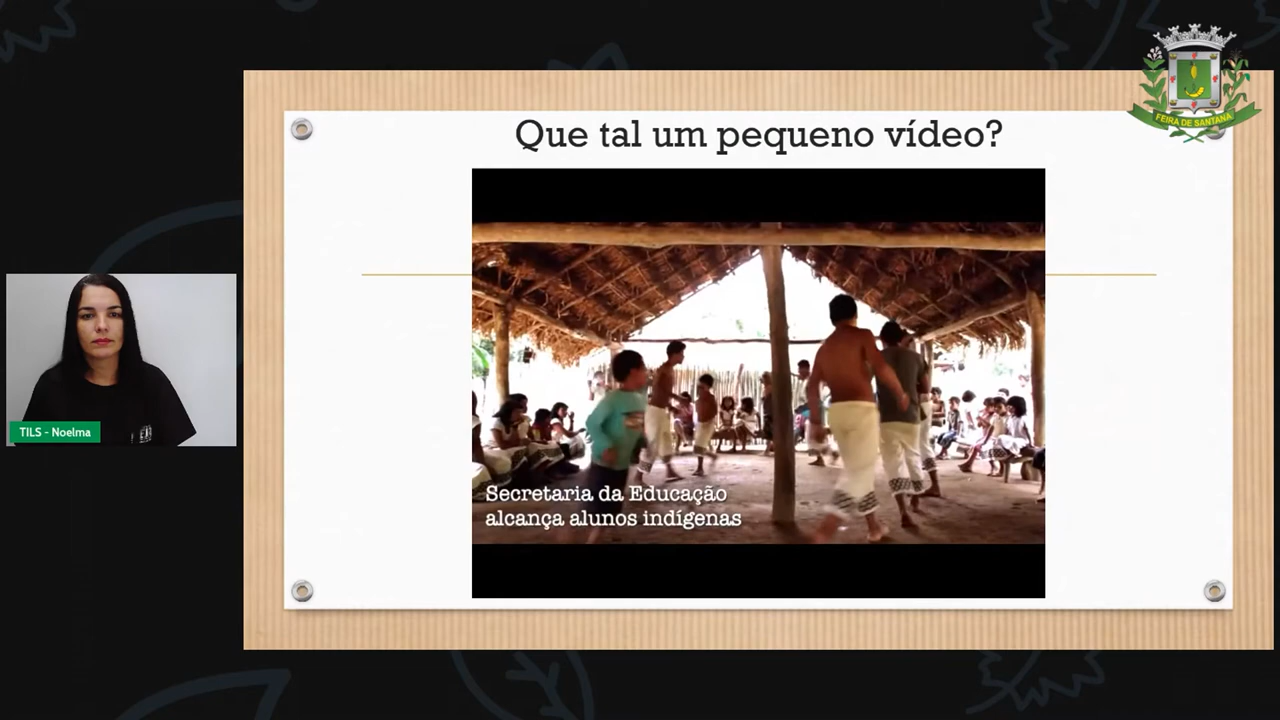 Que tal um pequeno vídeo?
FEIRA DE SANTANA
TILS - Noelma
Secretaria da Educação
alcança alunos indígenas